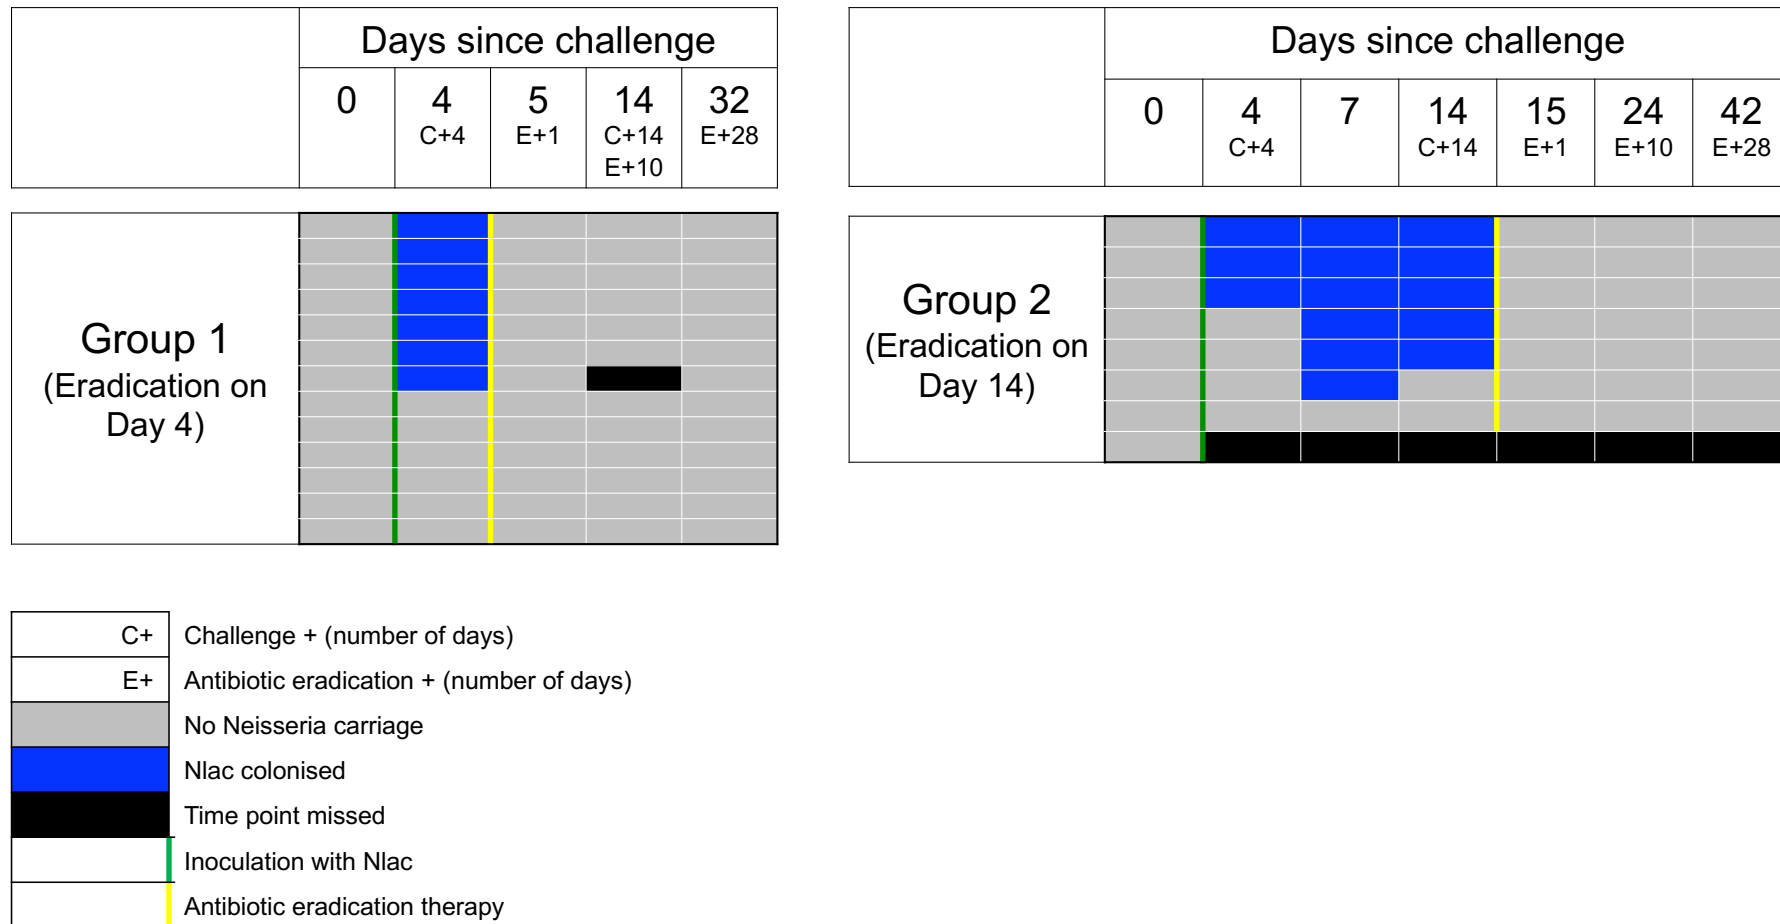 Days since challenge
0 4 5 14 32
C+4 E+1 C+14 E+28
E+10
Group 1
(Eradication on
Day 4)
Days since challenge
0 4 7 14 15 24 42
C+4 C+14 E+1 E+10 E+28
Group 2
(Eradication on
Day 14)
C+ Challenge + (number of days)
E+ Antibiotic eradication + (number of days)
No Neisseria carriage
Nlac colonised
Time point missed
Inoculation with Nlac
Antibiotic eradication therapy